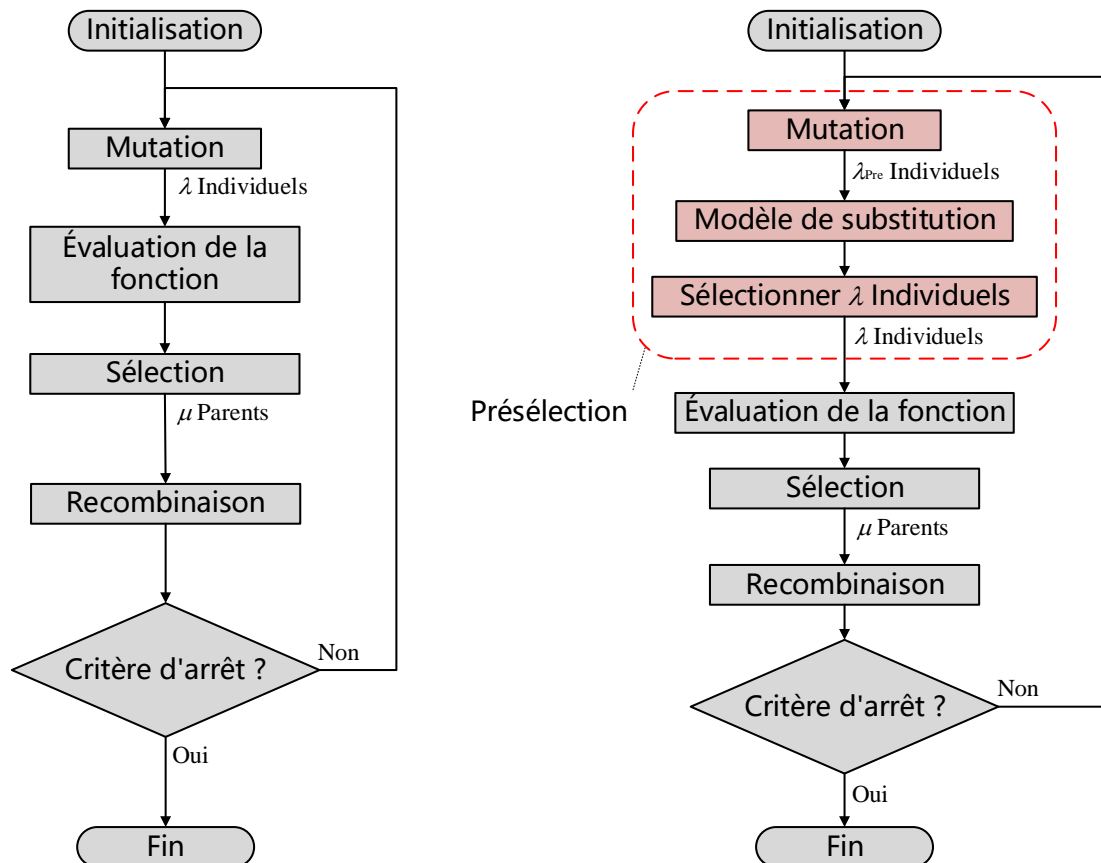 Initialisation
Mutation
λ Individuels
Évaluation de la
fonction
Sélection
μ Parents
Recombinaison
Critère d'arrêt ?
Non
Oui
Fin
Initialisation
Mutation
λPre Individuels
Modèle de substitution
Sélectionner λ Individuels
λ Individuels
Présélection
Évaluation de la fonction
Sélection
μ Parents
Recombinaison
Critère d'arrêt ?
Non
Oui
Fin